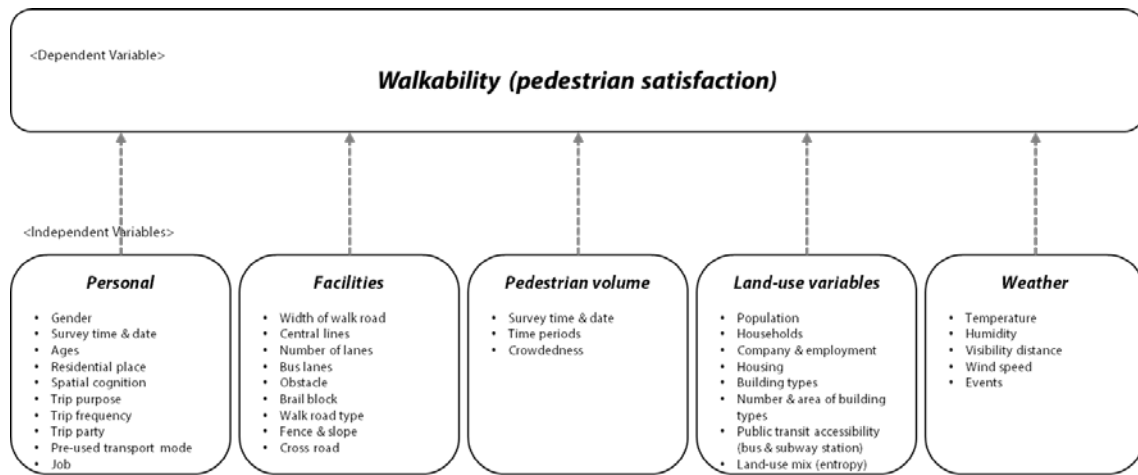 <Dependent Variable>
Walkability (pedestrian satisfaction)
<Independent Variables>
Personal
• Gender
• Survey time & date
• Ages
• Residential place
• Spatial cognition
• Trip purpose
• Trip frequency
• Trip party
• Pre-used transport mode
• Job
Facilities
• Width of walk road
• Central lines
• Number of lanes
• Bus lanes
• Obstacle
• Brail block
• Walk road type
• Fence & slope
• Cross road
Pedestrian volume
• Survey time & date
• Time periods
• Crowdedness
Land-use variables
• Population
• Households
• Company & employment
• Housing
• Building types
• Number & area of building
types
• Public transit accessibility
(bus & subway station)
• Land-use mix (entropy)
Weather
• Temperature
• Humidity
• Visibility distance
• Wind speed
• Events